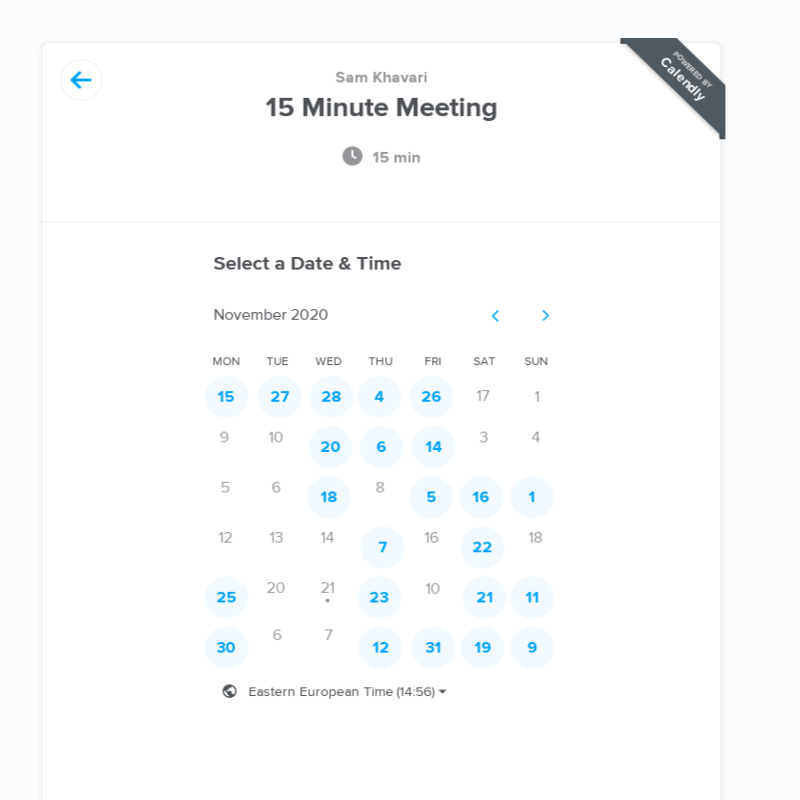 POWERED BY
Calendly
Sam Khavari
15 Minute Meeting
15 min
Select a Date & Time
November 2020
MON TUE WED THU FRI SAT SUN
15 27 28 4 26 17 1
9 10 20 6 14 3 4
5 6 18 8 5 16 1
12 13 14 7 16 22 18
25 20 21 23 10 21 11
30 6 7 12 31 19 9
Eastern European Time (14:56)